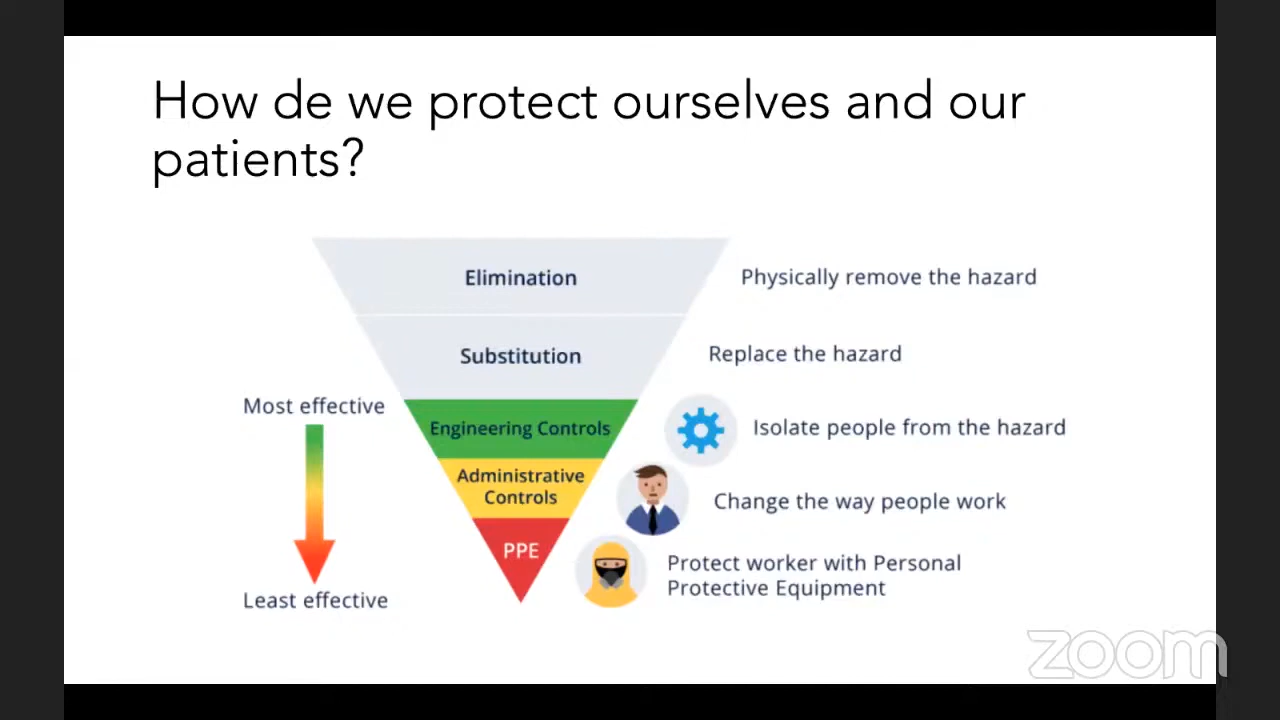 How de we protect ourselves and our
patients?
Elimination
Physically remove the hazard
Substitution
Replace the hazard
Most effective
Engineering Controls
Isolate people from the hazard
Administrative
Controls
Change the way people work
PPE
Protect worker with Personal
Protective Equipment
Least effective
zoom